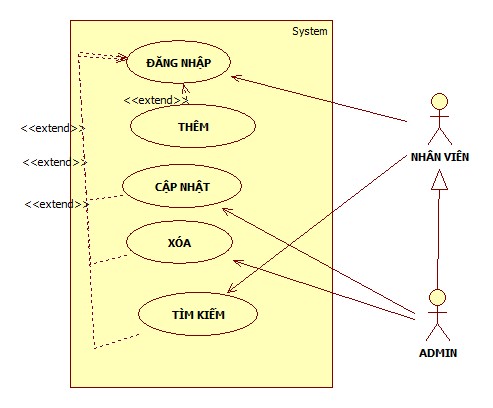 System
ĐĂNG NHẬP
<<extend>>
THÊM
<<extend>>
NHÂN VIÊN
<<extend>>
CẬP NHẬT
<<extend>>
XÓA
TÌM KIẾM
ADMIN